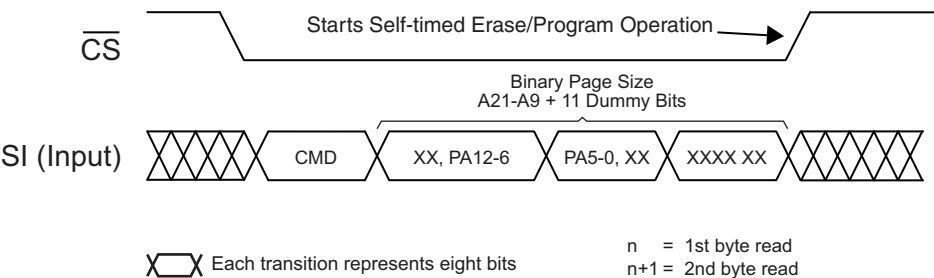 Starts Self-timed Erase/Program Operation
CS
Binary Page Size
A21-A9 + 11 Dummy Bits
SI (Input)
CMD
XX, PA12-6
PA5-0, XX
XXXX XX
Each transition represents eight bits
n = 1st byte read
n+1 = 2nd byte read